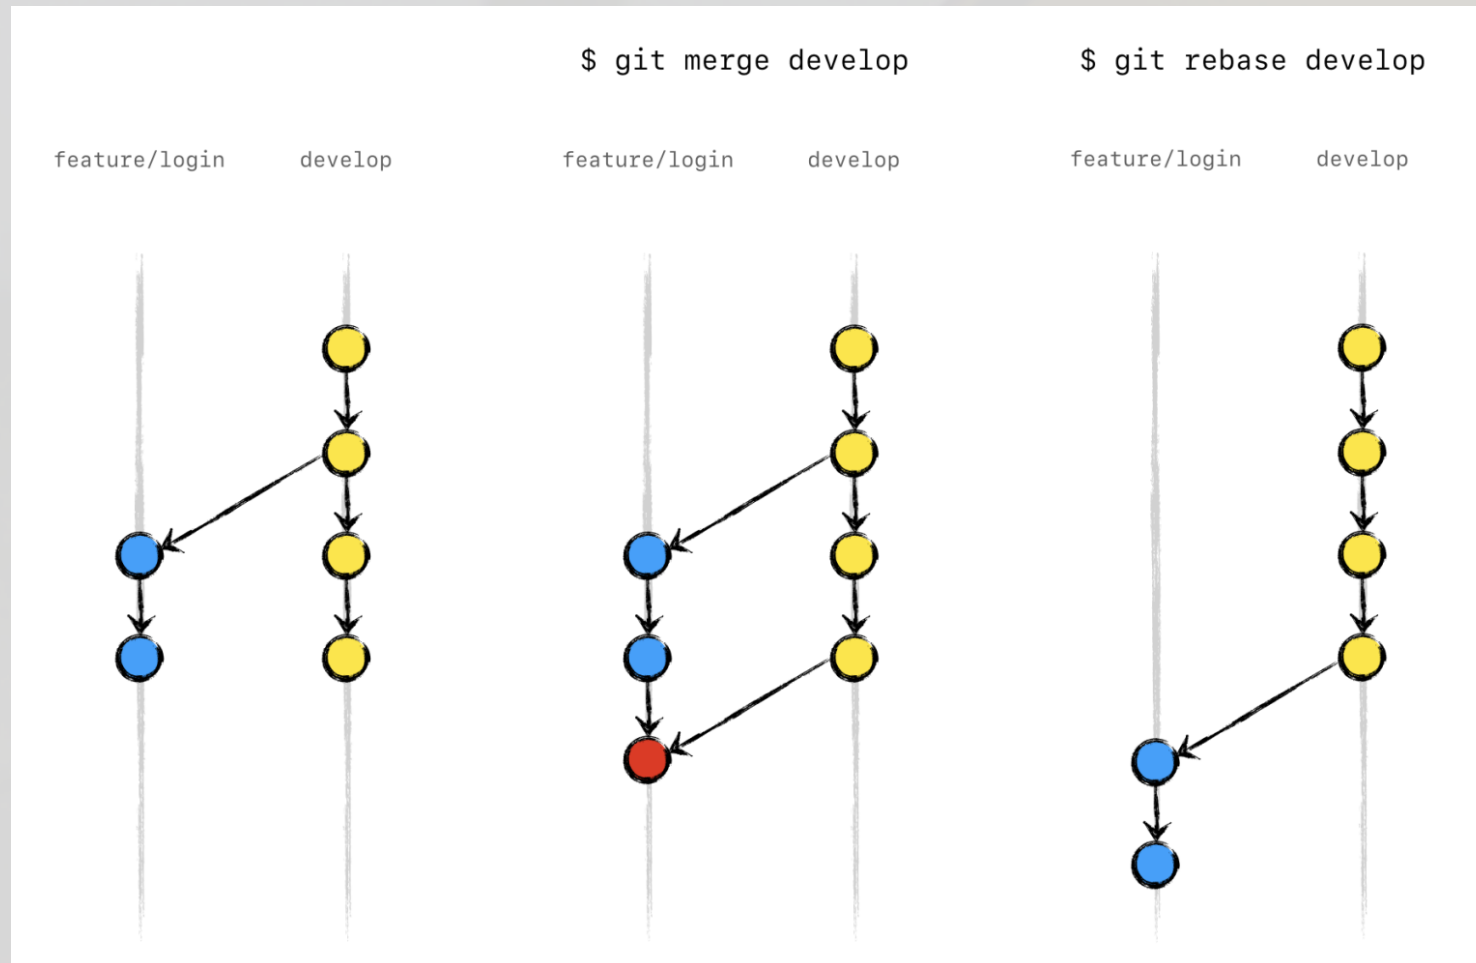 $ git merge develop
$ git rebase develop
feature/login
develop
feature/login
develop
feature/login
develop